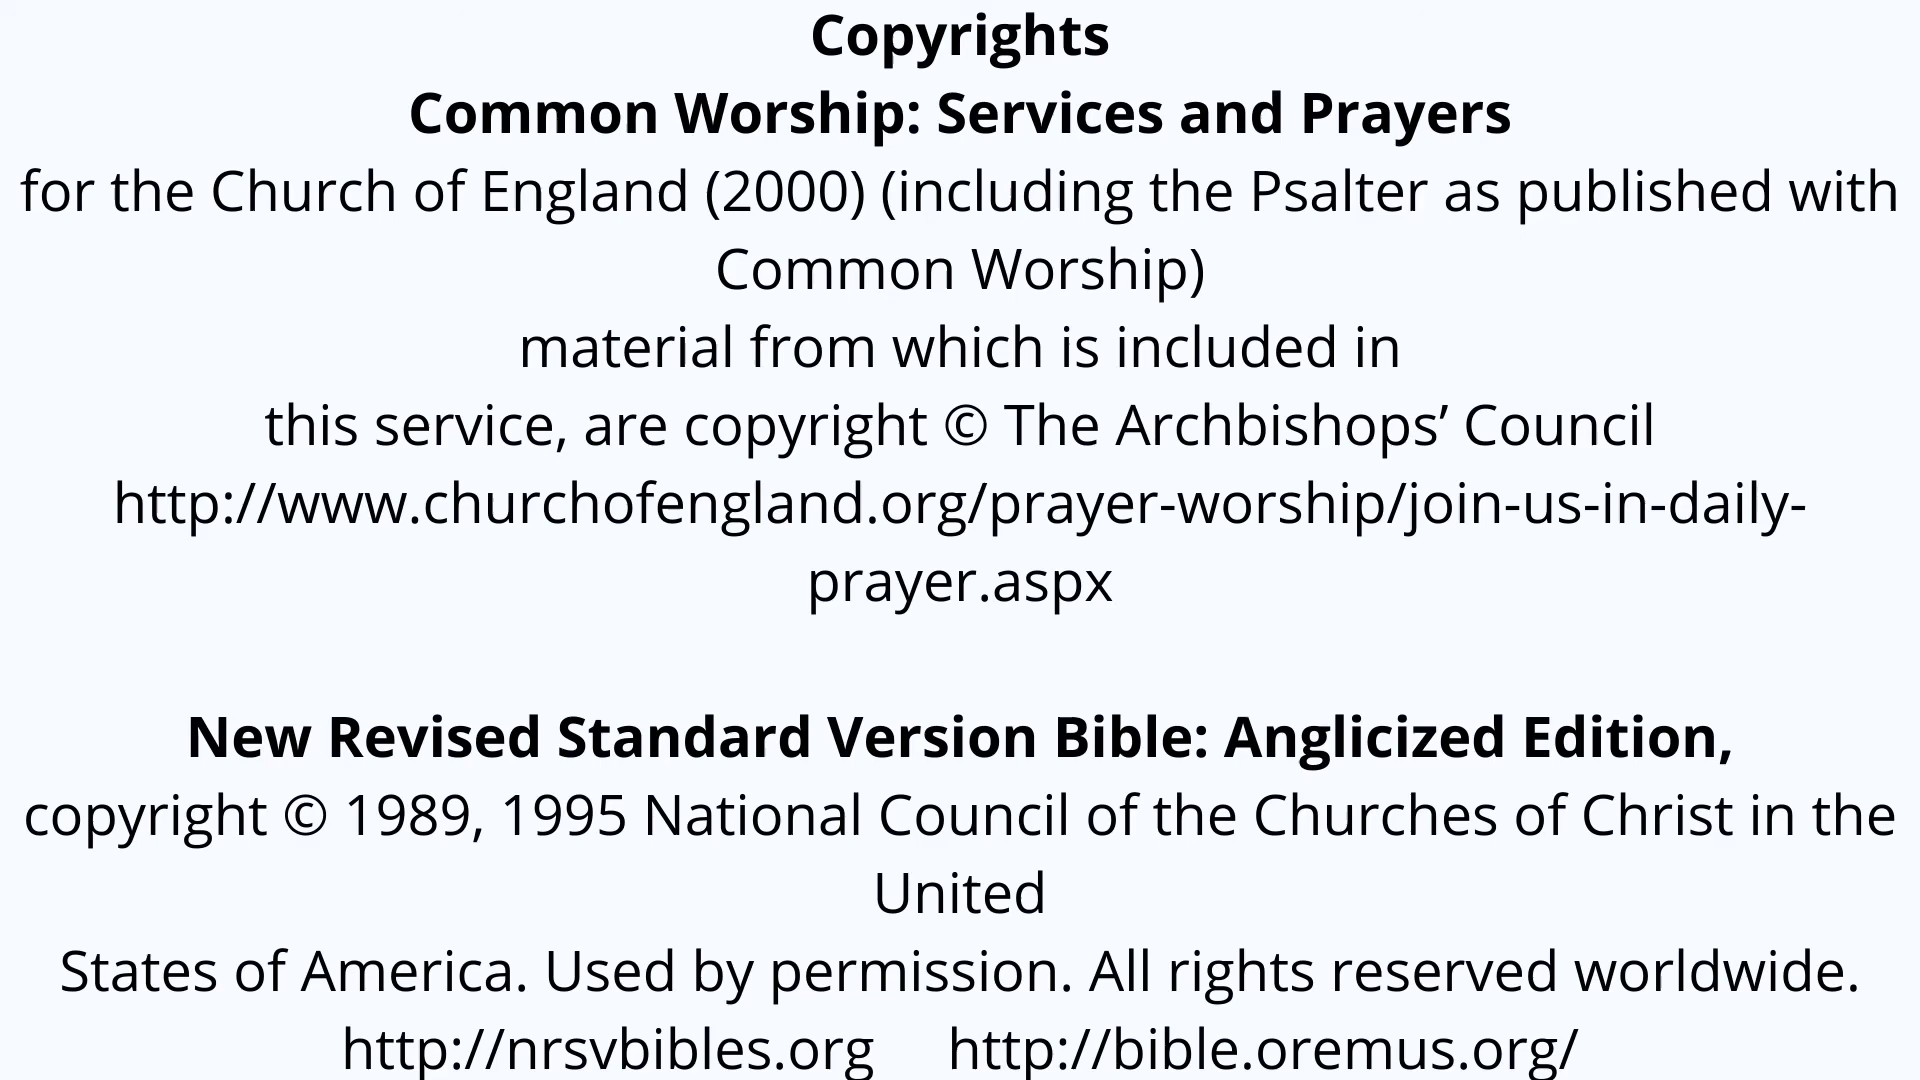 Copyrights
Common Worship: Services and Prayers
for the Church of England (2000) (including the Psalter as published with
Common Worship)
material from which is included in
this service, are copyright © The Archbishops’ Council
http://www.churchofengland.org/prayer-worship/join-us-in-daily-
prayer.aspx
New Revised Standard Version Bible: Anglicized Edition,
copyright © 1989, 1995 National Council of the Churches of Christ in the
United
States of America. Used by permission. All rights reserved worldwide.
http://nrsvbibles.org http://bible.oremus.org/